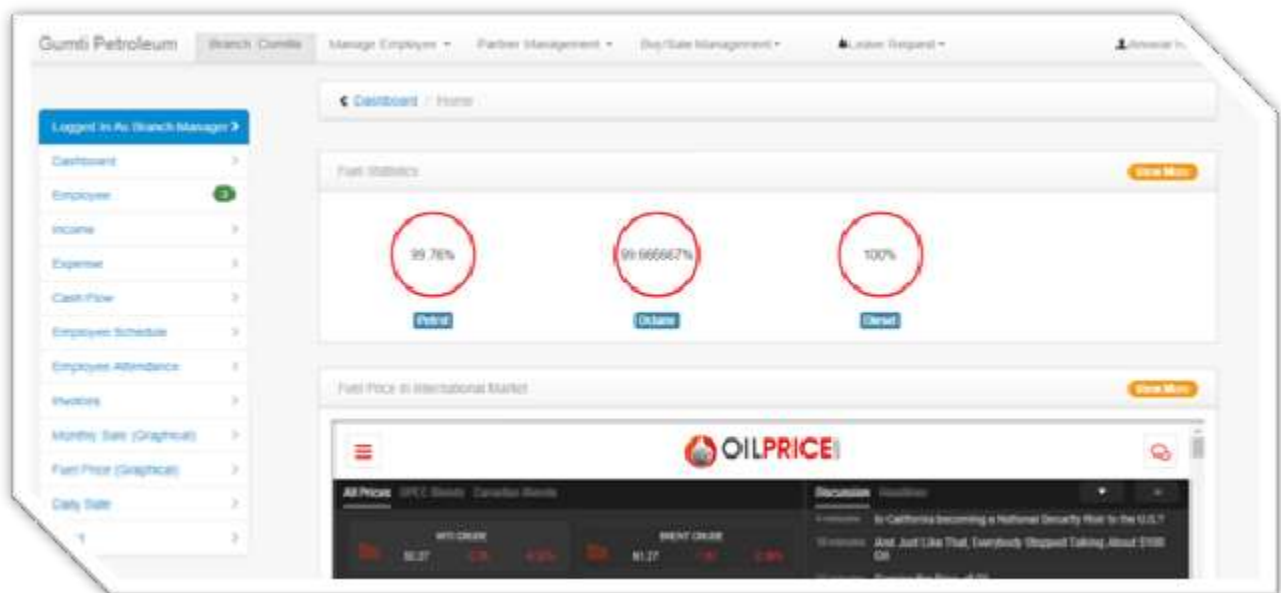 Gumti Petroleum Branch Comilla Manage Employee Partner Management Buy/Sale Management Leave Request
Dashboard / Home
Logged In As Branch Manager
Dashboard
Employee 3
Income
Expense
Cash Flow
Employee Schedule
Employee Attendance
Invoices
Monthly Sale (Graphical)
Fuel Price (Graphical)
Daily Sale
Fuel Statistics View More
99.76% 99.666667% 100%
Petrol Octane Diesel
Fuel Price in International Market View More
OILPRICE
All Prices OPEC Blends Canadian Blends
WTI CRUDE BRENT CRUDE
Discussion Headlines
Is California becoming a National Security Risk to the U.S.?
And Just Like That, Everybody Stopped Talking About $100
Oil